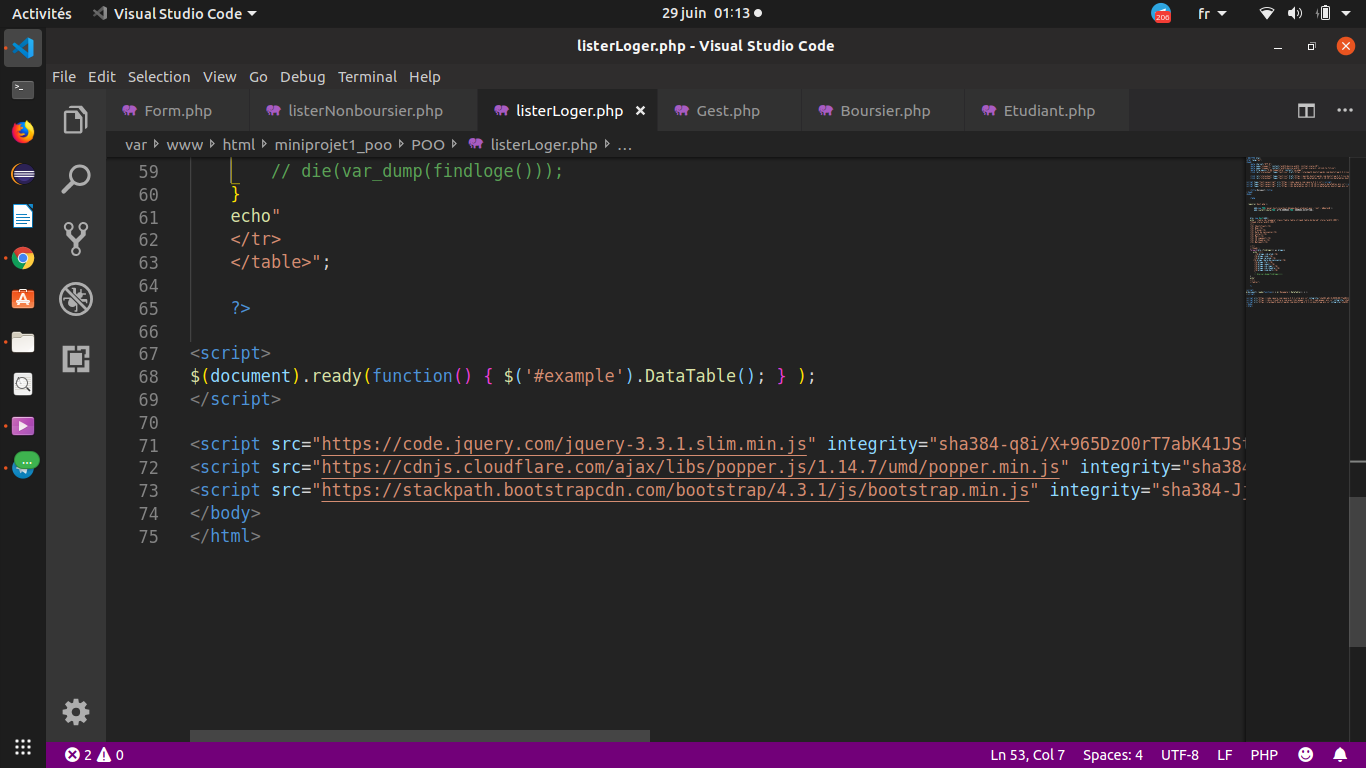 Activités Visual Studio Code 29 juin 01:13 206 fr
listerLoger.php - Visual Studio Code
File Edit Selection View Go Debug Terminal Help
Form.php listerNonboursier.php listerLoger.php Gest.php Boursier.php Etudiant.php
var www html miniprojet1_poo POO listerLoger.php ...
59 // die(var_dump(findloge()));
60 }
61 echo"
62 </tr>
63 </table>";
64
65 ?>
66
67 <script>
68 $(document).ready(function() { $('#example').DataTable(); } );
69 </script>
70
71 <script src="https://code.jquery.com/jquery-3.3.1.slim.min.js" integrity="sha384-q8i/X+965DzO0rT7abK41JSt
72 <script src="https://cdnjs.cloudflare.com/ajax/libs/popper.js/1.14.7/umd/popper.min.js" integrity="sha384
73 <script src="https://stackpath.bootstrapcdn.com/bootstrap/4.3.1/js/bootstrap.min.js" integrity="sha384-Jj
74 </body>
75 </html>
2 0 Ln 53, Col 7 Spaces: 4 UTF-8 LF PHP